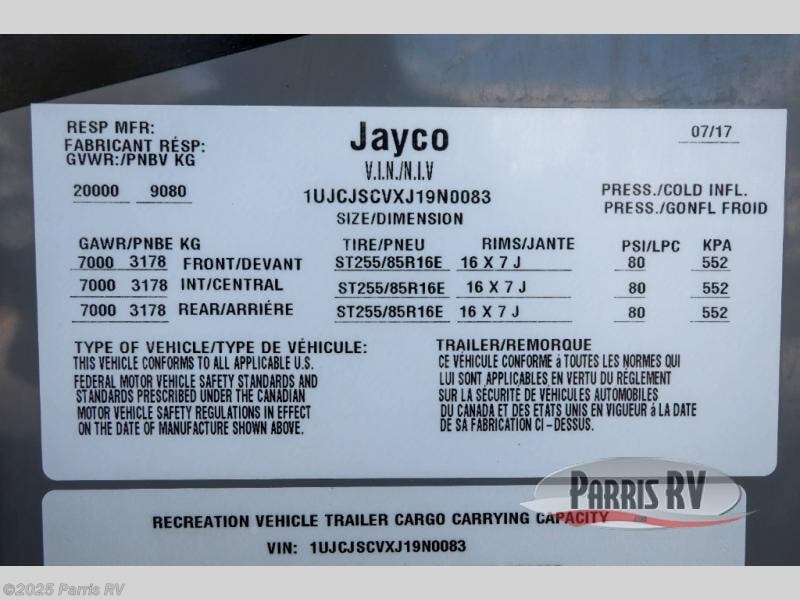 RESP MFR:
FABRICANT RÉSP:
GVWR:/PNBV KG
Jayco
07/17
V.I.N./N.I.V
20000 9080
1UJCJSCVXJ19N0083
PRESS./COLD INFL.
PRESS./GONFL FROID
SIZE/DIMENSION
GAWR/PNBE KG TIRE/PNEU RIMS/JANTE PSI/LPC KPA
7000 3178 FRONT/DEVANT ST255/85R16E 16 X 7 J 80 552
7000 3178 INT/CENTRAL ST255/85R16E 16 X 7 J 80 552
7000 3178 REAR/ARRIÉRE ST255/85R16E 16 X 7 J 80 552
TYPE OF VEHICLE/TYPE DE VÉHICULE:
THIS VEHICLE CONFORMS TO ALL APPLICABLE U.S.
FEDERAL MOTOR VEHICLE SAFETY STANDARDS AND
STANDARDS PRESCRIBED UNDER THE CANADIAN
MOTOR VEHICLE SAFETY REGULATIONS IN EFFECT
ON THE DATE OF MANUFACTURE SHOWN ABOVE.
TRAILER/REMORQUE
CE VÉHICULE CONFORME á TOUTES LES NORMES QUI
LUI SONT APPLICABLES EN VERTU DU RÉGLEMENT
SUR LA SÉCURITÉ DE VÉHICULES AUTOMOBILES
DU CANADA ET DES ETATS UNIS EN VIGUEUR á LA DATE
DE SA FABRICATION CI-DESSUS.
PARRIS RV
.com
RECREATION VEHICLE TRAILER CARGO CARRYING CAPACITY
VIN: 1UJCJSCVXJ19N0083
©2025 Parris RV